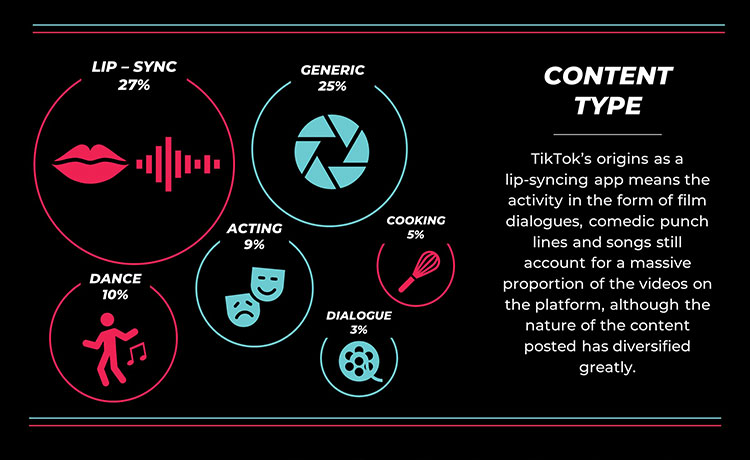 LIP – SYNC
27%
GENERIC
25%
ACTING
9%
COOKING
5%
DANCE
10%
DIALOGUE
3%
CONTENT
TYPE
TikTok's origins as a
lip-syncing app means the
activity in the form of film
dialogues, comedic punch
lines and songs still
account for a massive
proportion of the videos on
the platform, although the
nature of the content
posted has diversified
greatly.